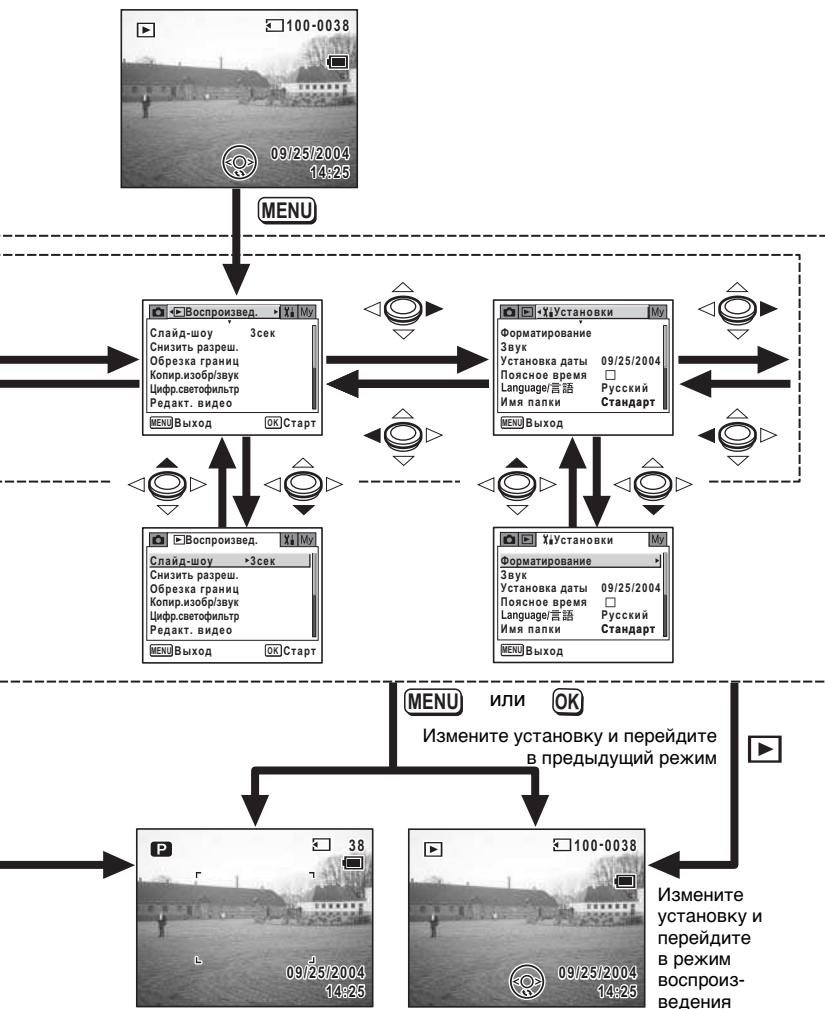 100-0038
09/25/2004
14:25
MENU
Воспроизвед. My
Слайд-шоу 3сек
Снизить разреш.
Обрезка границ
Копир.изобр/звук
Цифр.светофильтр
Редакт. видео
MENU Выход OK Старт
Установки My
Форматирование
Звук
Установка даты 09/25/2004
Поясное время
Language/言語 Русский
Имя папки Стандарт
MENU Выход
Воспроизвед. My
Слайд-шоу 3сек
Снизить разреш.
Обрезка границ
Копир.изобр/звук
Цифр.светофильтр
Редакт. видео
MENU Выход OK Старт
Установки My
Форматирование
Звук
Установка даты 09/25/2004
Поясное время
Language/言語 Русский
Имя папки Стандарт
MENU Выход
MENU или OK
Измените установку и перейдите
в предыдущий режим
P 38
09/25/2004
14:25
100-0038
09/25/2004
14:25
Измените
установку и
перейдите
в режим
воспроиз-
ведения